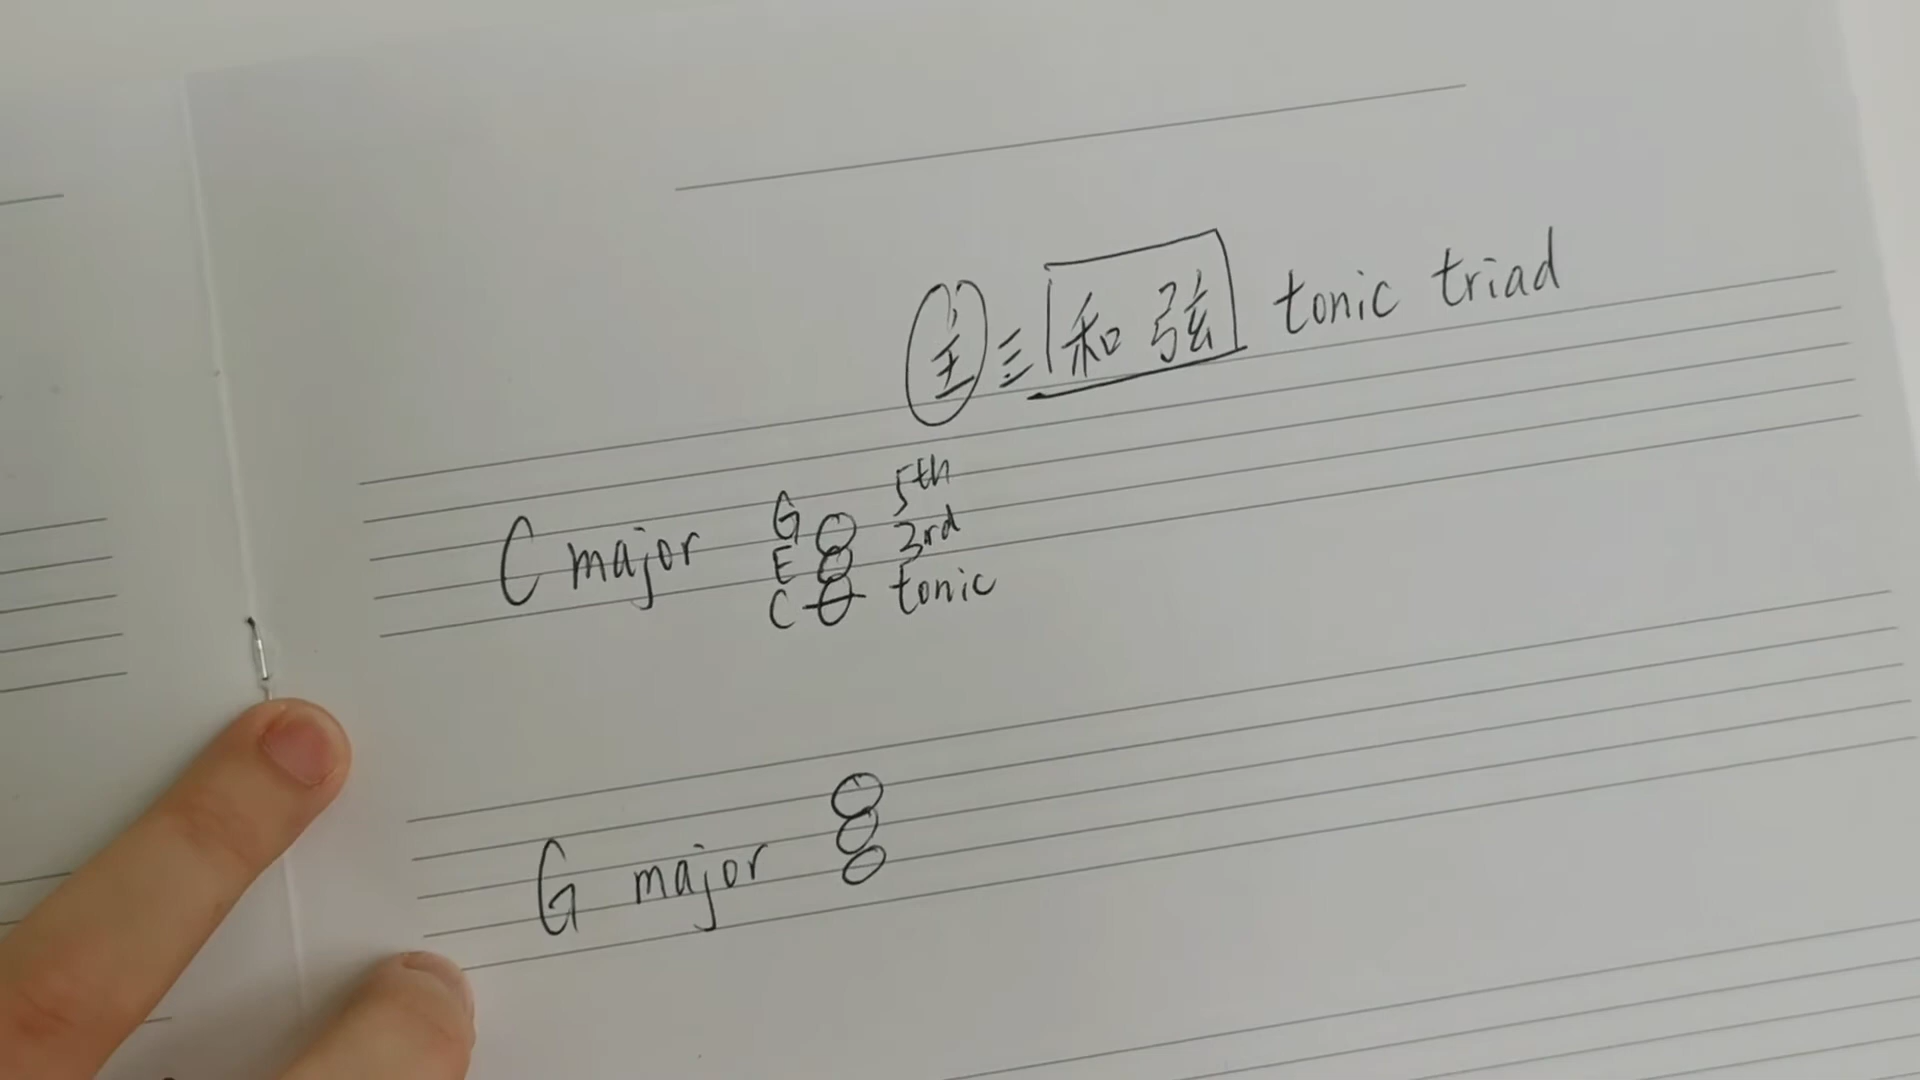 主三和弦 tonic triad
5th
G
3rd
C major E
C tonic
G major